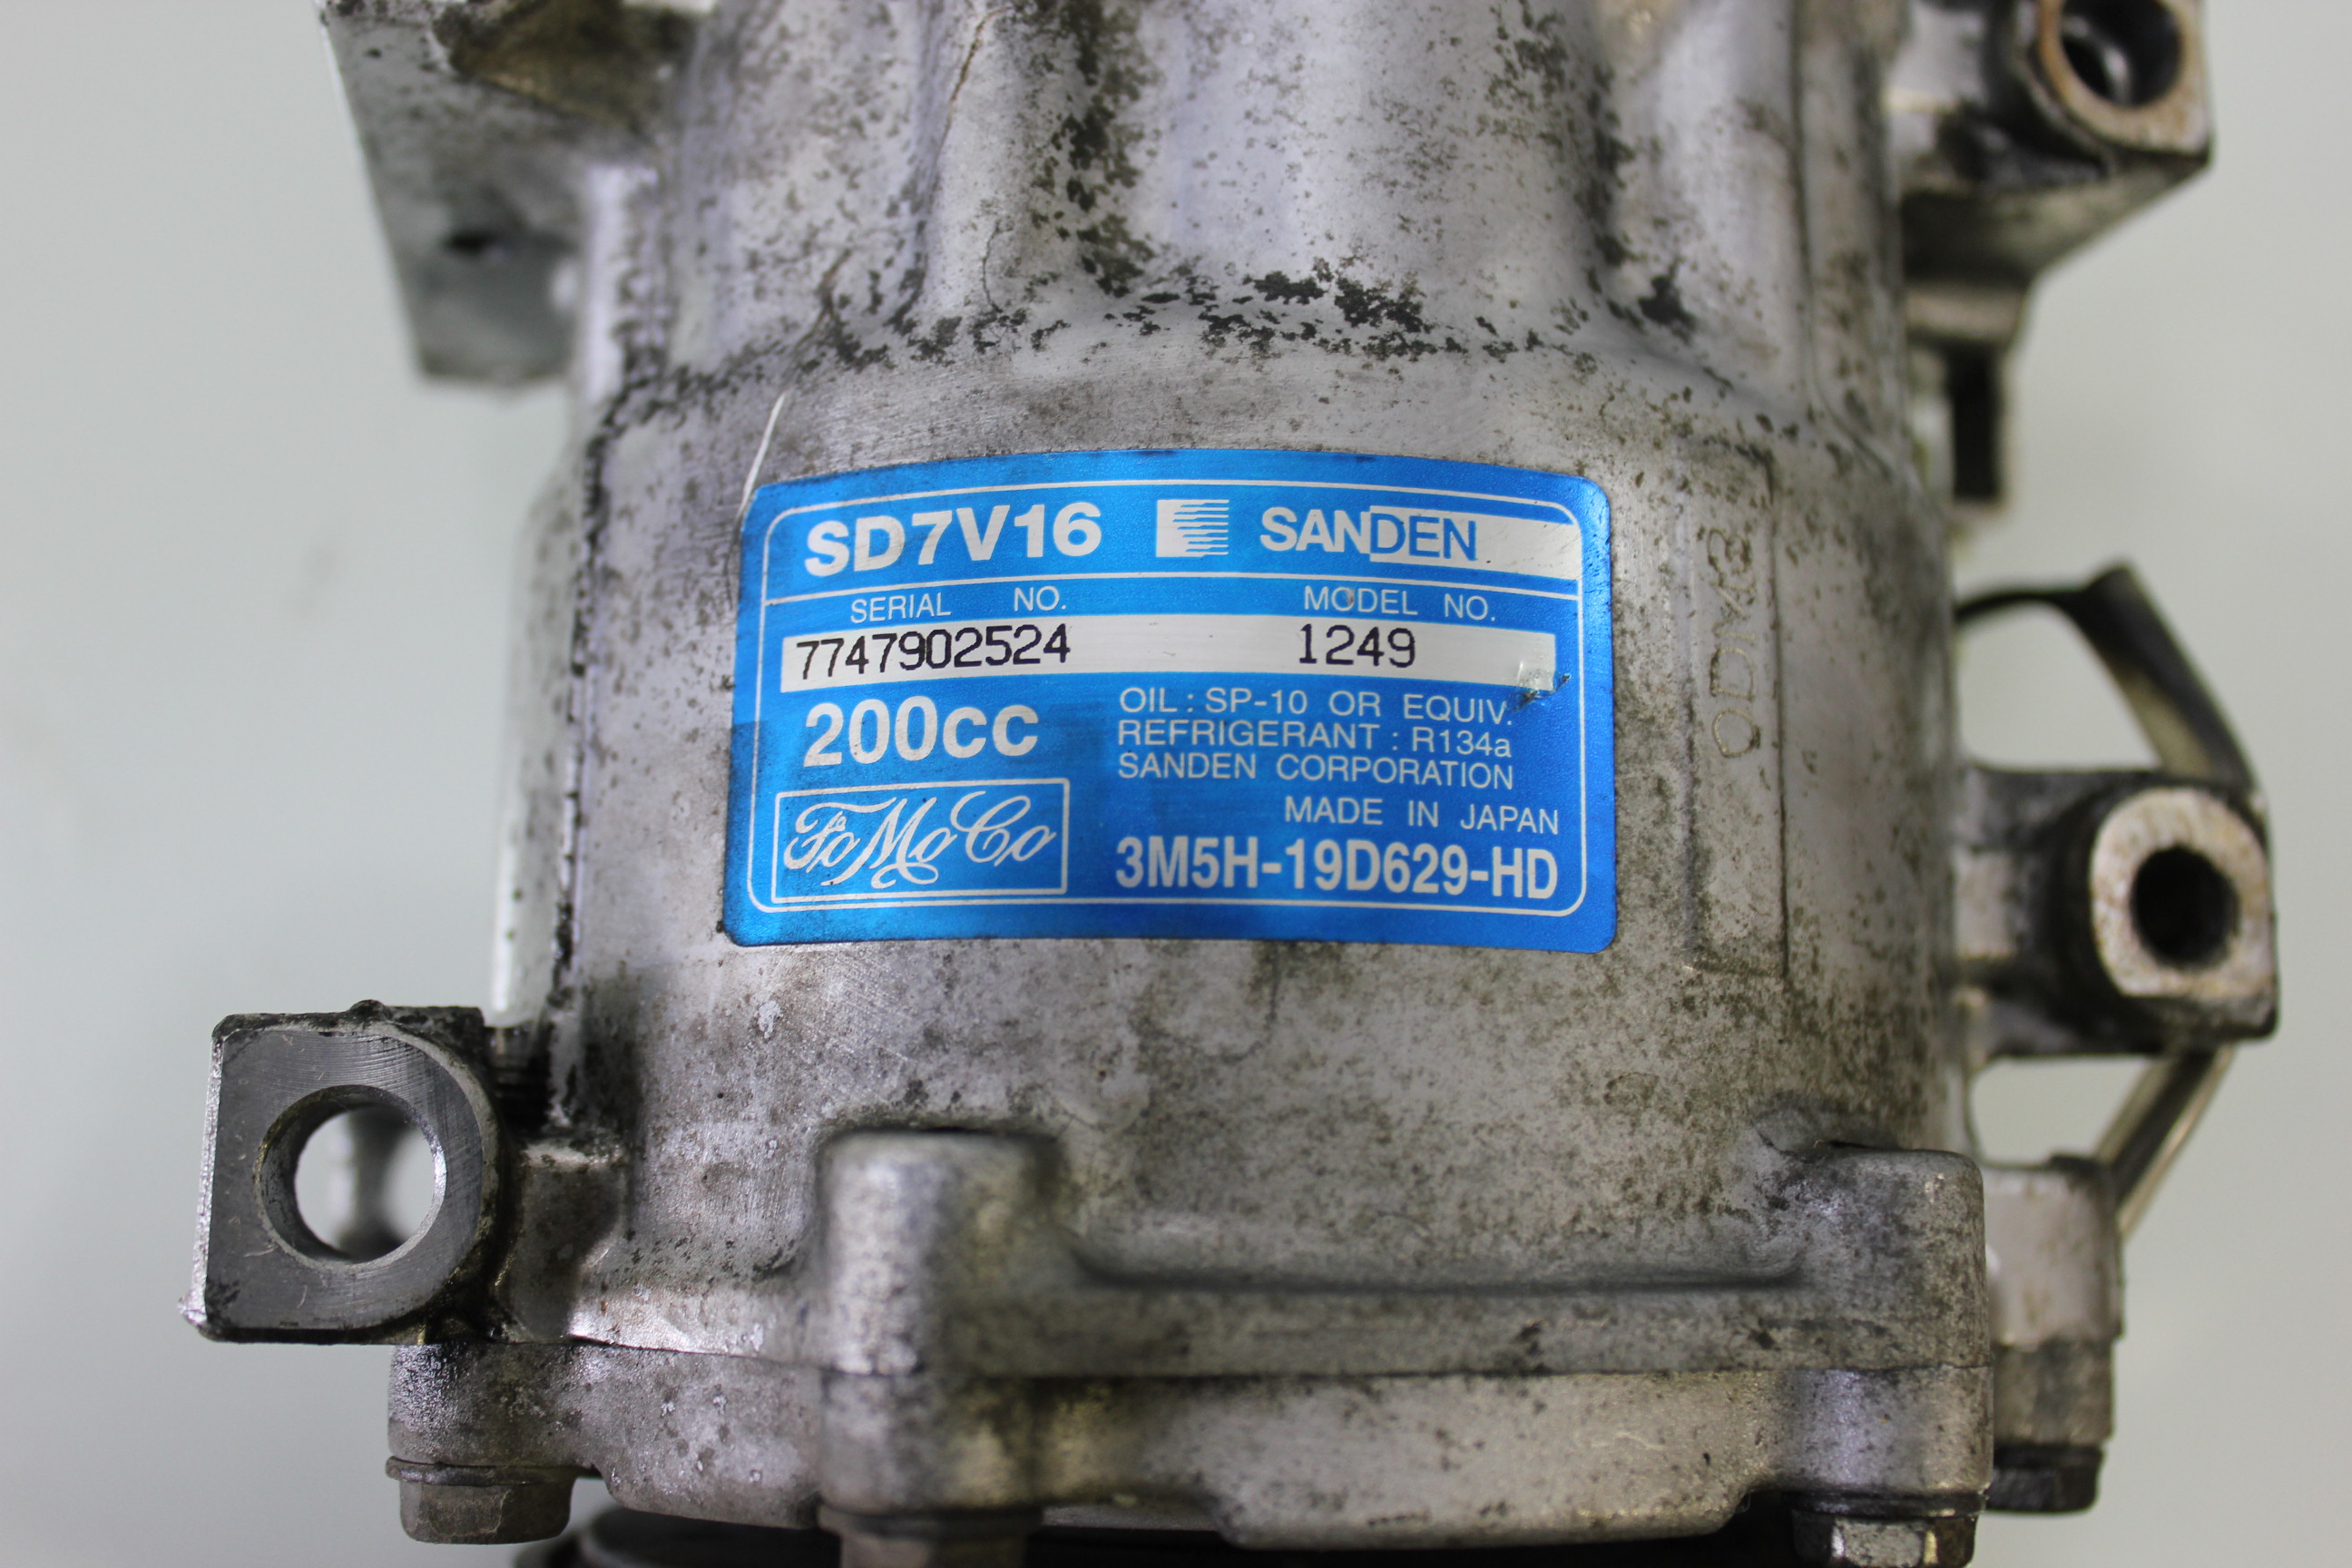 SD7V16 SANDEN
SERIAL NO. MODEL NO.
7747902524 1249
200cc
OIL : SP-10 OR EQUIV.
REFRIGERANT : R134a
SANDEN CORPORATION
MADE IN JAPAN
FoMoCo
3M5H-19D629-HD